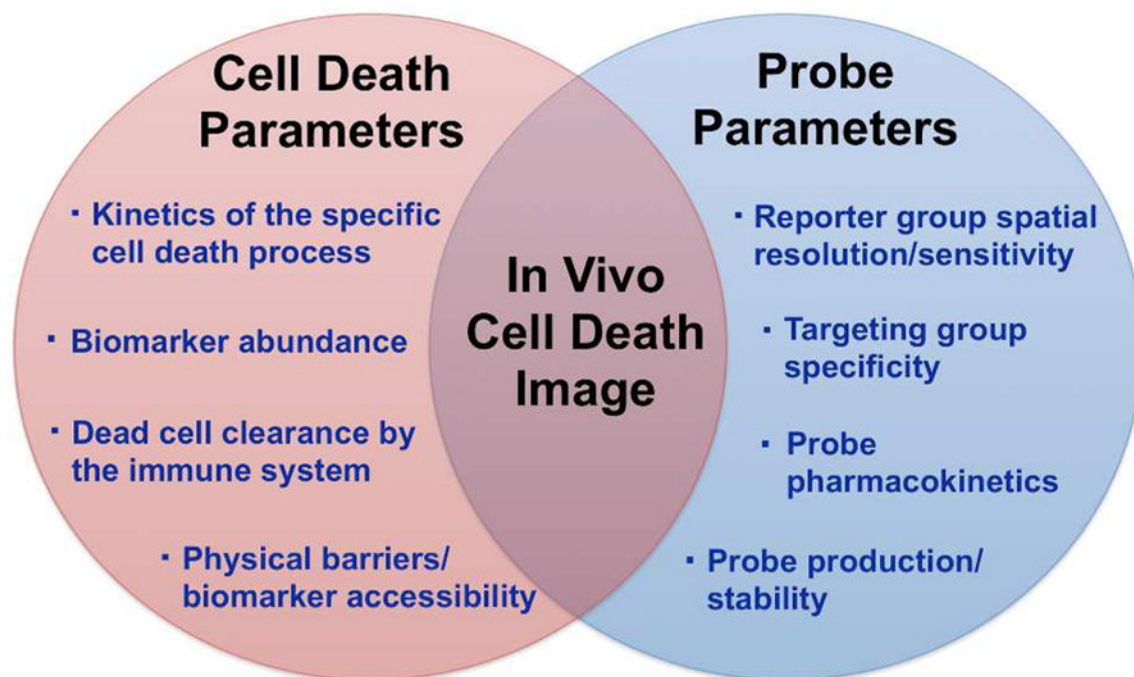 Cell Death
Parameters
▪ Kinetics of the specific
cell death process
▪ Biomarker abundance
▪ Dead cell clearance by
the immune system
▪ Physical barriers/
biomarker accessibility
In Vivo
Cell Death
Image
Probe
Parameters
▪ Reporter group spatial
resolution/sensitivity
▪ Targeting group
specificity
▪ Probe
pharmacokinetics
▪ Probe production/
stability